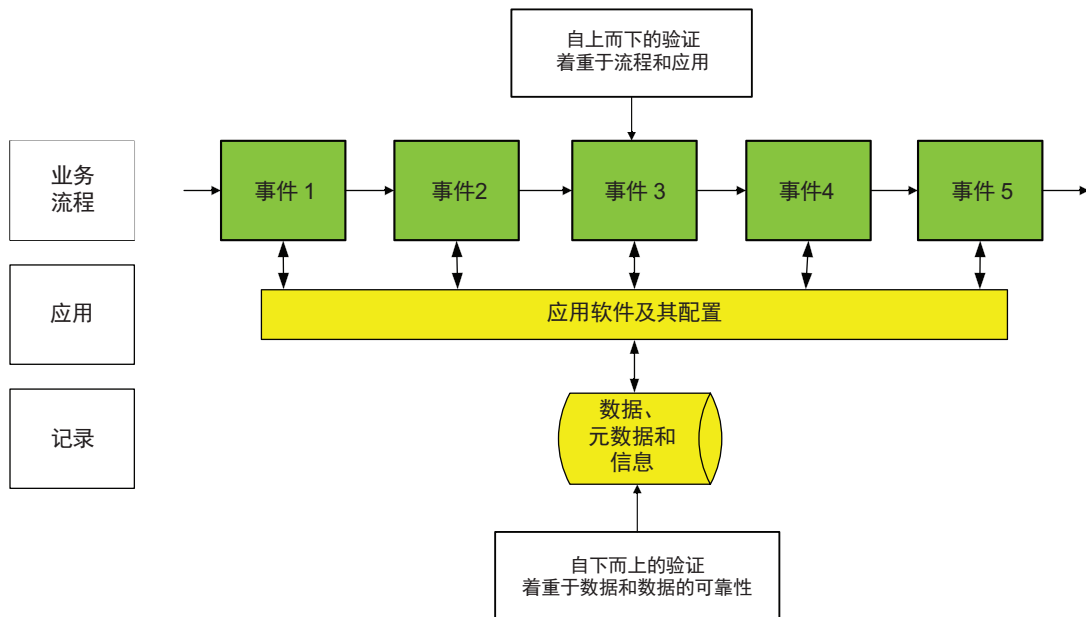 自上而下的验证
着重于流程和应用
业务
流程
事件 1
事件2
事件 3
事件4
事件 5
应用
应用软件及其配置
记录
数据、
元数据和
信息
自下而上的验证
着重于数据和数据的可靠性